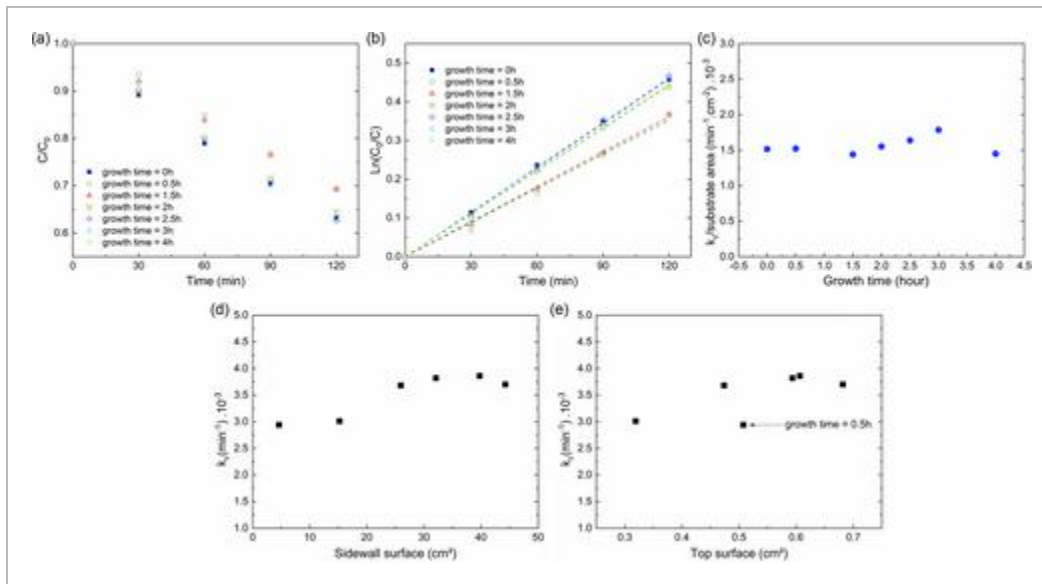 (a)
1.0
0.9
0.8
0.7
0.6
C/C₀
growth time = 0h
growth time = 0.5h
growth time = 1.5h
growth time = 2h
growth time = 2.5h
growth time = 3h
growth time = 4h
0 30 60 90 120
Time (min)
(b)
0.5
0.4
0.3
0.2
0.1
0.0
Ln(C₀/C)
growth time = 0h
growth time = 0.5h
growth time = 1.5h
growth time = 2h
growth time = 2.5h
growth time = 3h
growth time = 4h
0 30 60 90 120
Time (min)
(c)
3.0
2.5
2.0
1.5
1.0
0.5
0.0
/substrate area (min⁻¹.cm⁻²) .10⁻³
-0.5 0.0 0.5 1.0 1.5 2.0 2.5 3.0 3.5 4.0 4.5
Growth time (hour)
(d)
5.0
4.5
4.0
3.5
3.0
2.5
2.0
1.5
1.0
(min⁻¹) .10⁻³
0 10 20 30 40 50
Sidewall surface (cm²)
(e)
5.0
4.5
4.0
3.5
3.0
2.5
2.0
1.5
1.0
(min⁻¹) .10⁻³
growth time = 0.5h
0.3 0.4 0.5 0.6 0.7
Top surface (cm²)